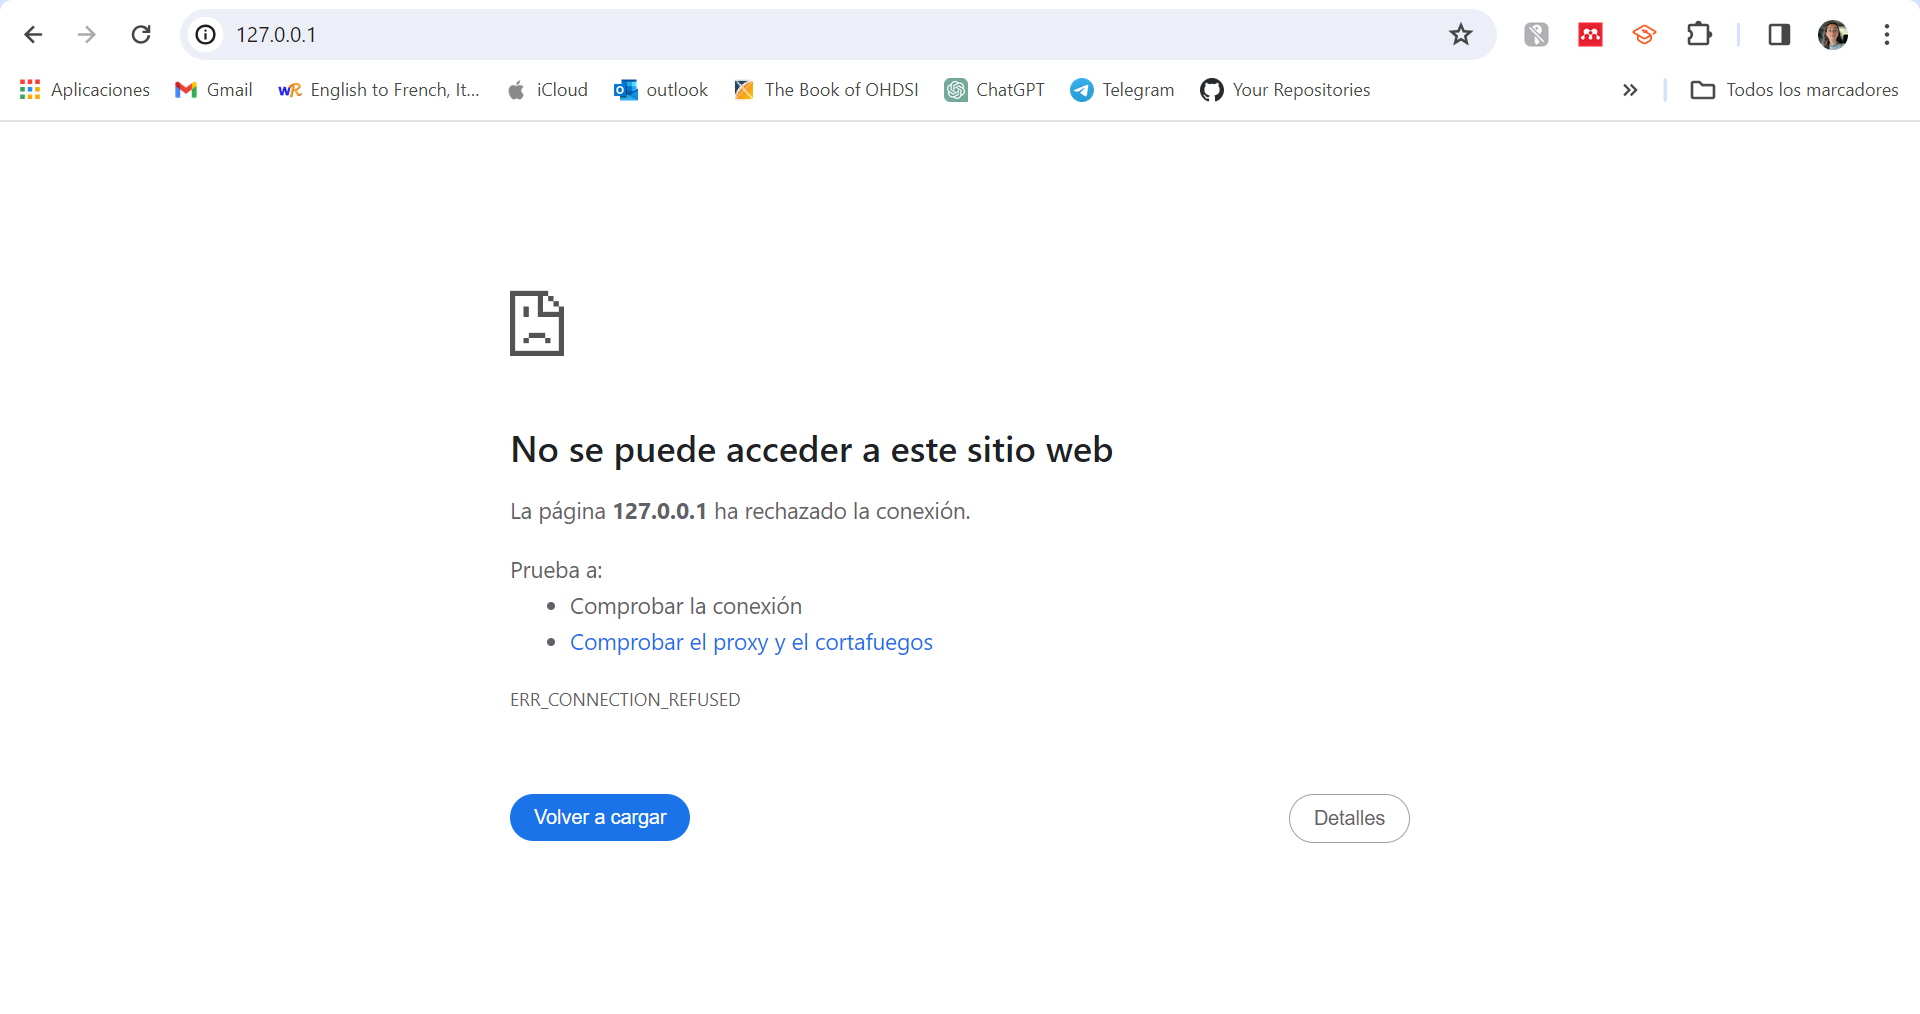 127.0.0.1
Aplicaciones Gmail English to French, It... iCloud outlook The Book of OHDSI ChatGPT Telegram Your Repositories Todos los marcadores
No se puede acceder a este sitio web
La página 127.0.0.1 ha rechazado la conexión.
Prueba a:
Comprobar la conexión
Comprobar el proxy y el cortafuegos
ERR_CONNECTION_REFUSED
Volver a cargar Detalles